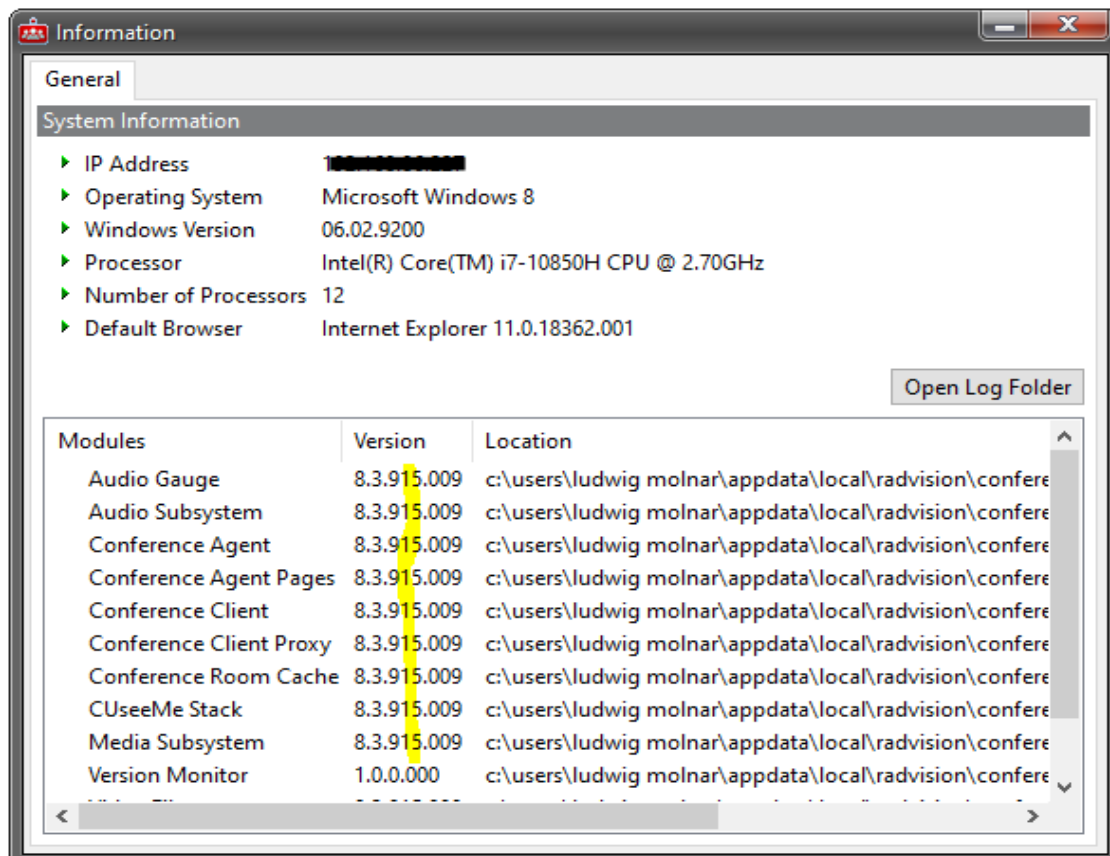 Information
General
System Information
IP Address
Operating System Microsoft Windows 8
Windows Version 06.02.9200
Processor Intel(R) Core(TM) i7-10850H CPU @ 2.70GHz
Number of Processors 12
Default Browser Internet Explorer 11.0.18362.001
Open Log Folder
Modules Version Location
Audio Gauge 8.3.915.009 c:\users\ludwig molnar\appdata\local\radvision\confere
Audio Subsystem 8.3.915.009 c:\users\ludwig molnar\appdata\local\radvision\confere
Conference Agent 8.3.915.009 c:\users\ludwig molnar\appdata\local\radvision\confere
Conference Agent Pages 8.3.915.009 c:\users\ludwig molnar\appdata\local\radvision\confere
Conference Client 8.3.915.009 c:\users\ludwig molnar\appdata\local\radvision\confere
Conference Client Proxy 8.3.915.009 c:\users\ludwig molnar\appdata\local\radvision\confere
Conference Room Cache 8.3.915.009 c:\users\ludwig molnar\appdata\local\radvision\confere
CUseeMe Stack 8.3.915.009 c:\users\ludwig molnar\appdata\local\radvision\confere
Media Subsystem 8.3.915.009 c:\users\ludwig molnar\appdata\local\radvision\confere
Version Monitor 1.0.0.000 c:\users\ludwig molnar\appdata\local\radvision\confere